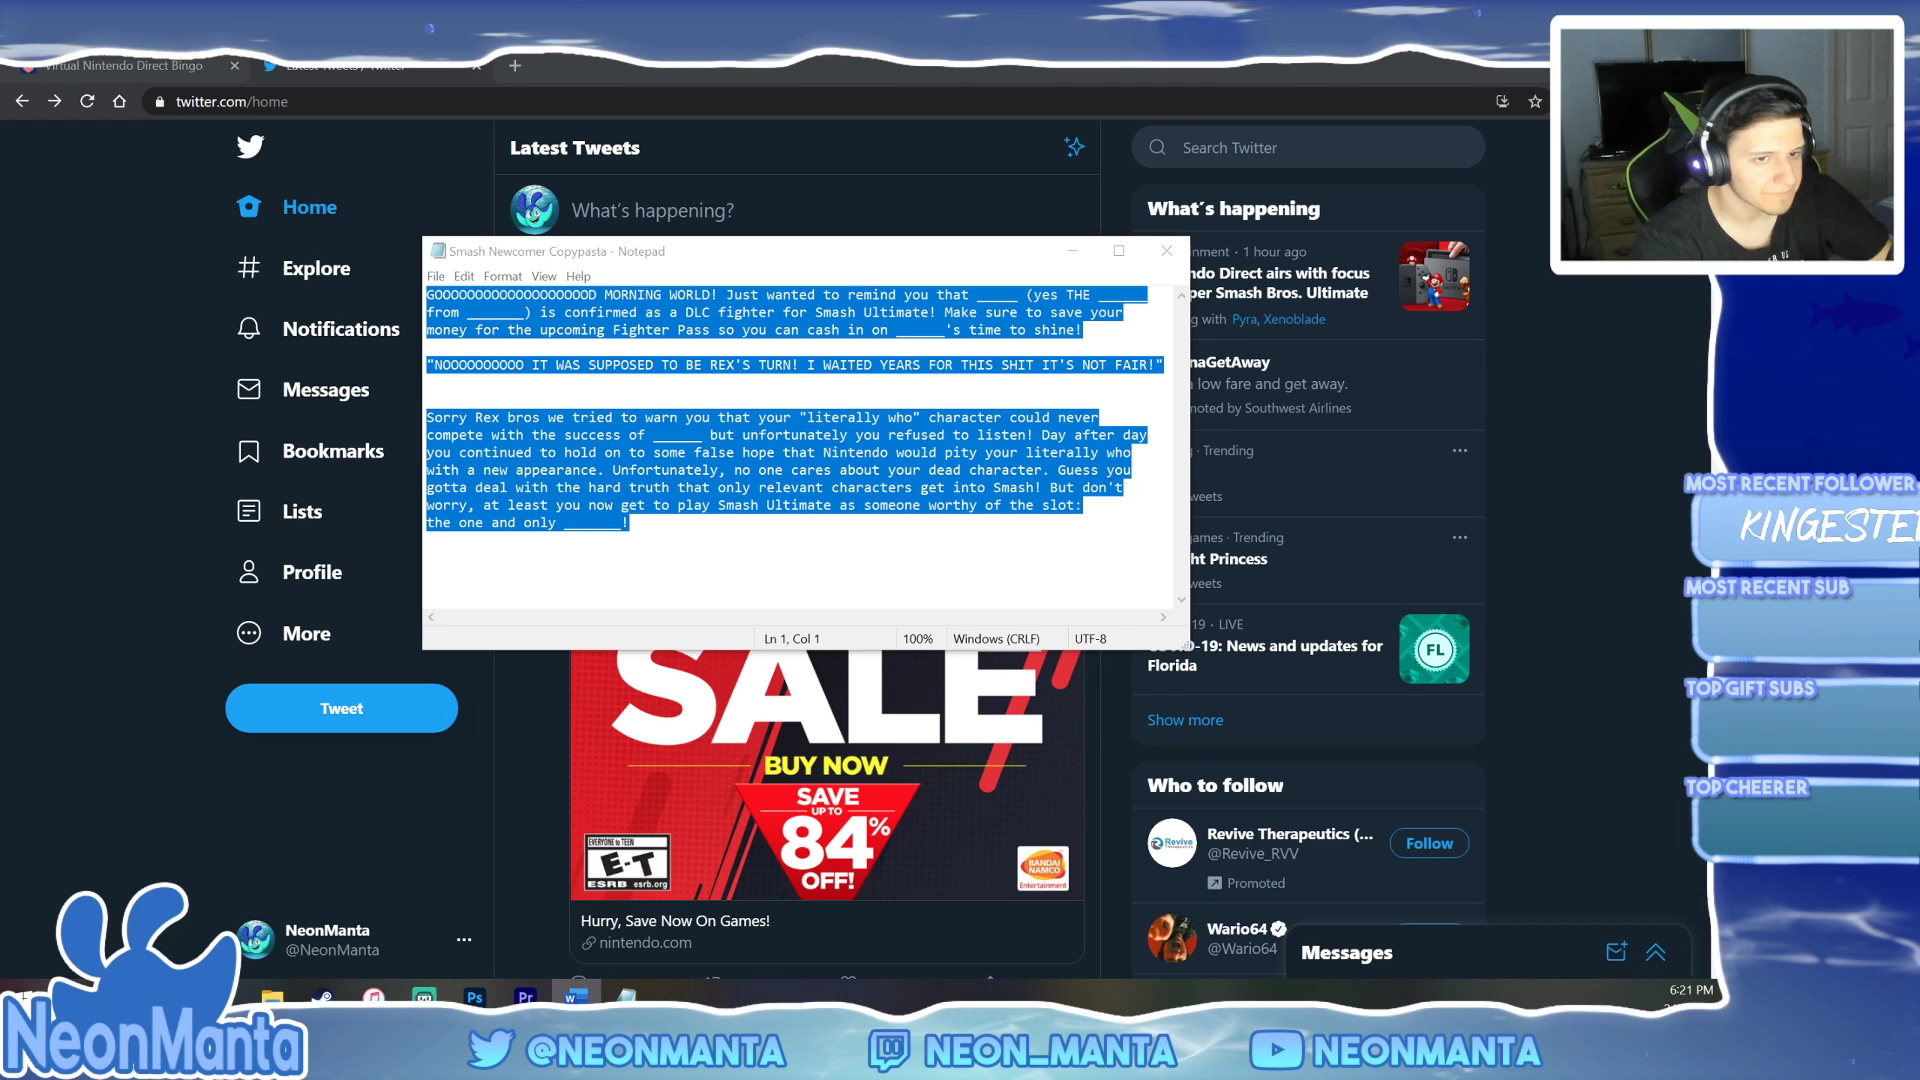 Virtual Nintendo Direct Bingo
twitter.com/home
Home
Explore
Notifications
Messages
Bookmarks
Lists
Profile
More
Tweet
NeonManta
@NeonManta
Latest Tweets
What's happening?
Smash Newcomer Copypasta - Notepad
File Edit Format View Help
GOOOOOOOOOOOOOOOOOOOD MORNING WORLD! Just wanted to remind you that _____ (yes THE ______
from _______) is confirmed as a DLC fighter for Smash Ultimate! Make sure to save your
money for the upcoming Fighter Pass so you can cash in on ______'s time to shine!
"NOOOOOOOOOO IT WAS SUPPOSED TO BE REX'S TURN! I WAITED YEARS FOR THIS SHIT IT'S NOT FAIR!"
Sorry Rex bros we tried to warn you that your "literally who" character could never
compete with the success of ______ but unfortunately you refused to listen! Day after day
you continued to hold on to some false hope that Nintendo would pity your literally who
with a new appearance. Unfortunately, no one cares about your dead character. Guess you
gotta deal with the hard truth that only relevant characters get into Smash! But don't
worry, at least you now get to play Smash Ultimate as someone worthy of the slot:
the one and only _______!
Ln 1, Col 1 100% Windows (CRLF) UTF-8
SALE
BUY NOW
SAVE
UP TO
84%
OFF!
EVERYONE to TEEN
E-T
ESRB esrb.org
BANDAI
NAMCO
Entertainment
Hurry, Save Now On Games!
nintendo.com
Search Twitter
What's happening
1 hour ago
Direct airs with focus
Smash Bros. Ultimate
with Pyra, Xenoblade
a low fare and get away.
by Southwest Airlines
Trending
Trending
Princess
LIVE
News and updates for
Florida
FL
Show more
Who to follow
Revive Therapeutics (...
@Revive_RVV
Promoted
Follow
Revive
Wario64
@Wario64
Messages
6:21 PM
Ps
Pr
MOST RECENT FOLLOWER
MOST RECENT SUB
TOP GIFT SUBS
TOP CHEERER
NeonManta
@NEONMANTA
NEON_MANTA
NEONMANTA